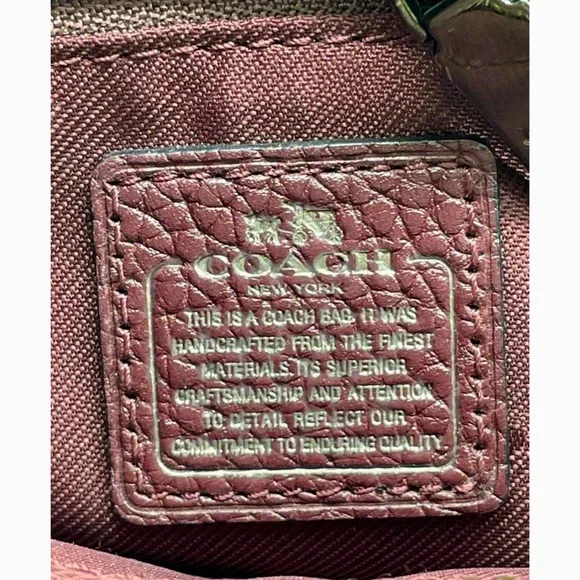 COACH
NEW YORK
THIS IS A COACH BAG. IT WAS
HANDCRAFTED FROM THE FINEST
MATERIALS. ITS SUPERIOR
CRAFTSMANSHIP AND ATTENTION
TO DETAIL REFLECT OUR
COMMITMENT TO ENDURING QUALITY.